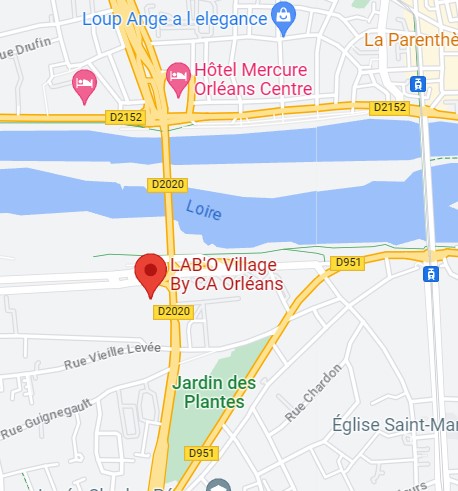 Loup Ange a l elegance
Rue Drufin
La Parenthè
Hôtel Mercure
Orléans Centre
D2152
D2152
D2020
Loire
LAB'O Village
By CA Orléans
D951
D2020
Rue Vieille Levée
Jardin des
Plantes
Rue Chardon
Rue Guignegault
Église Saint-Mar
D951